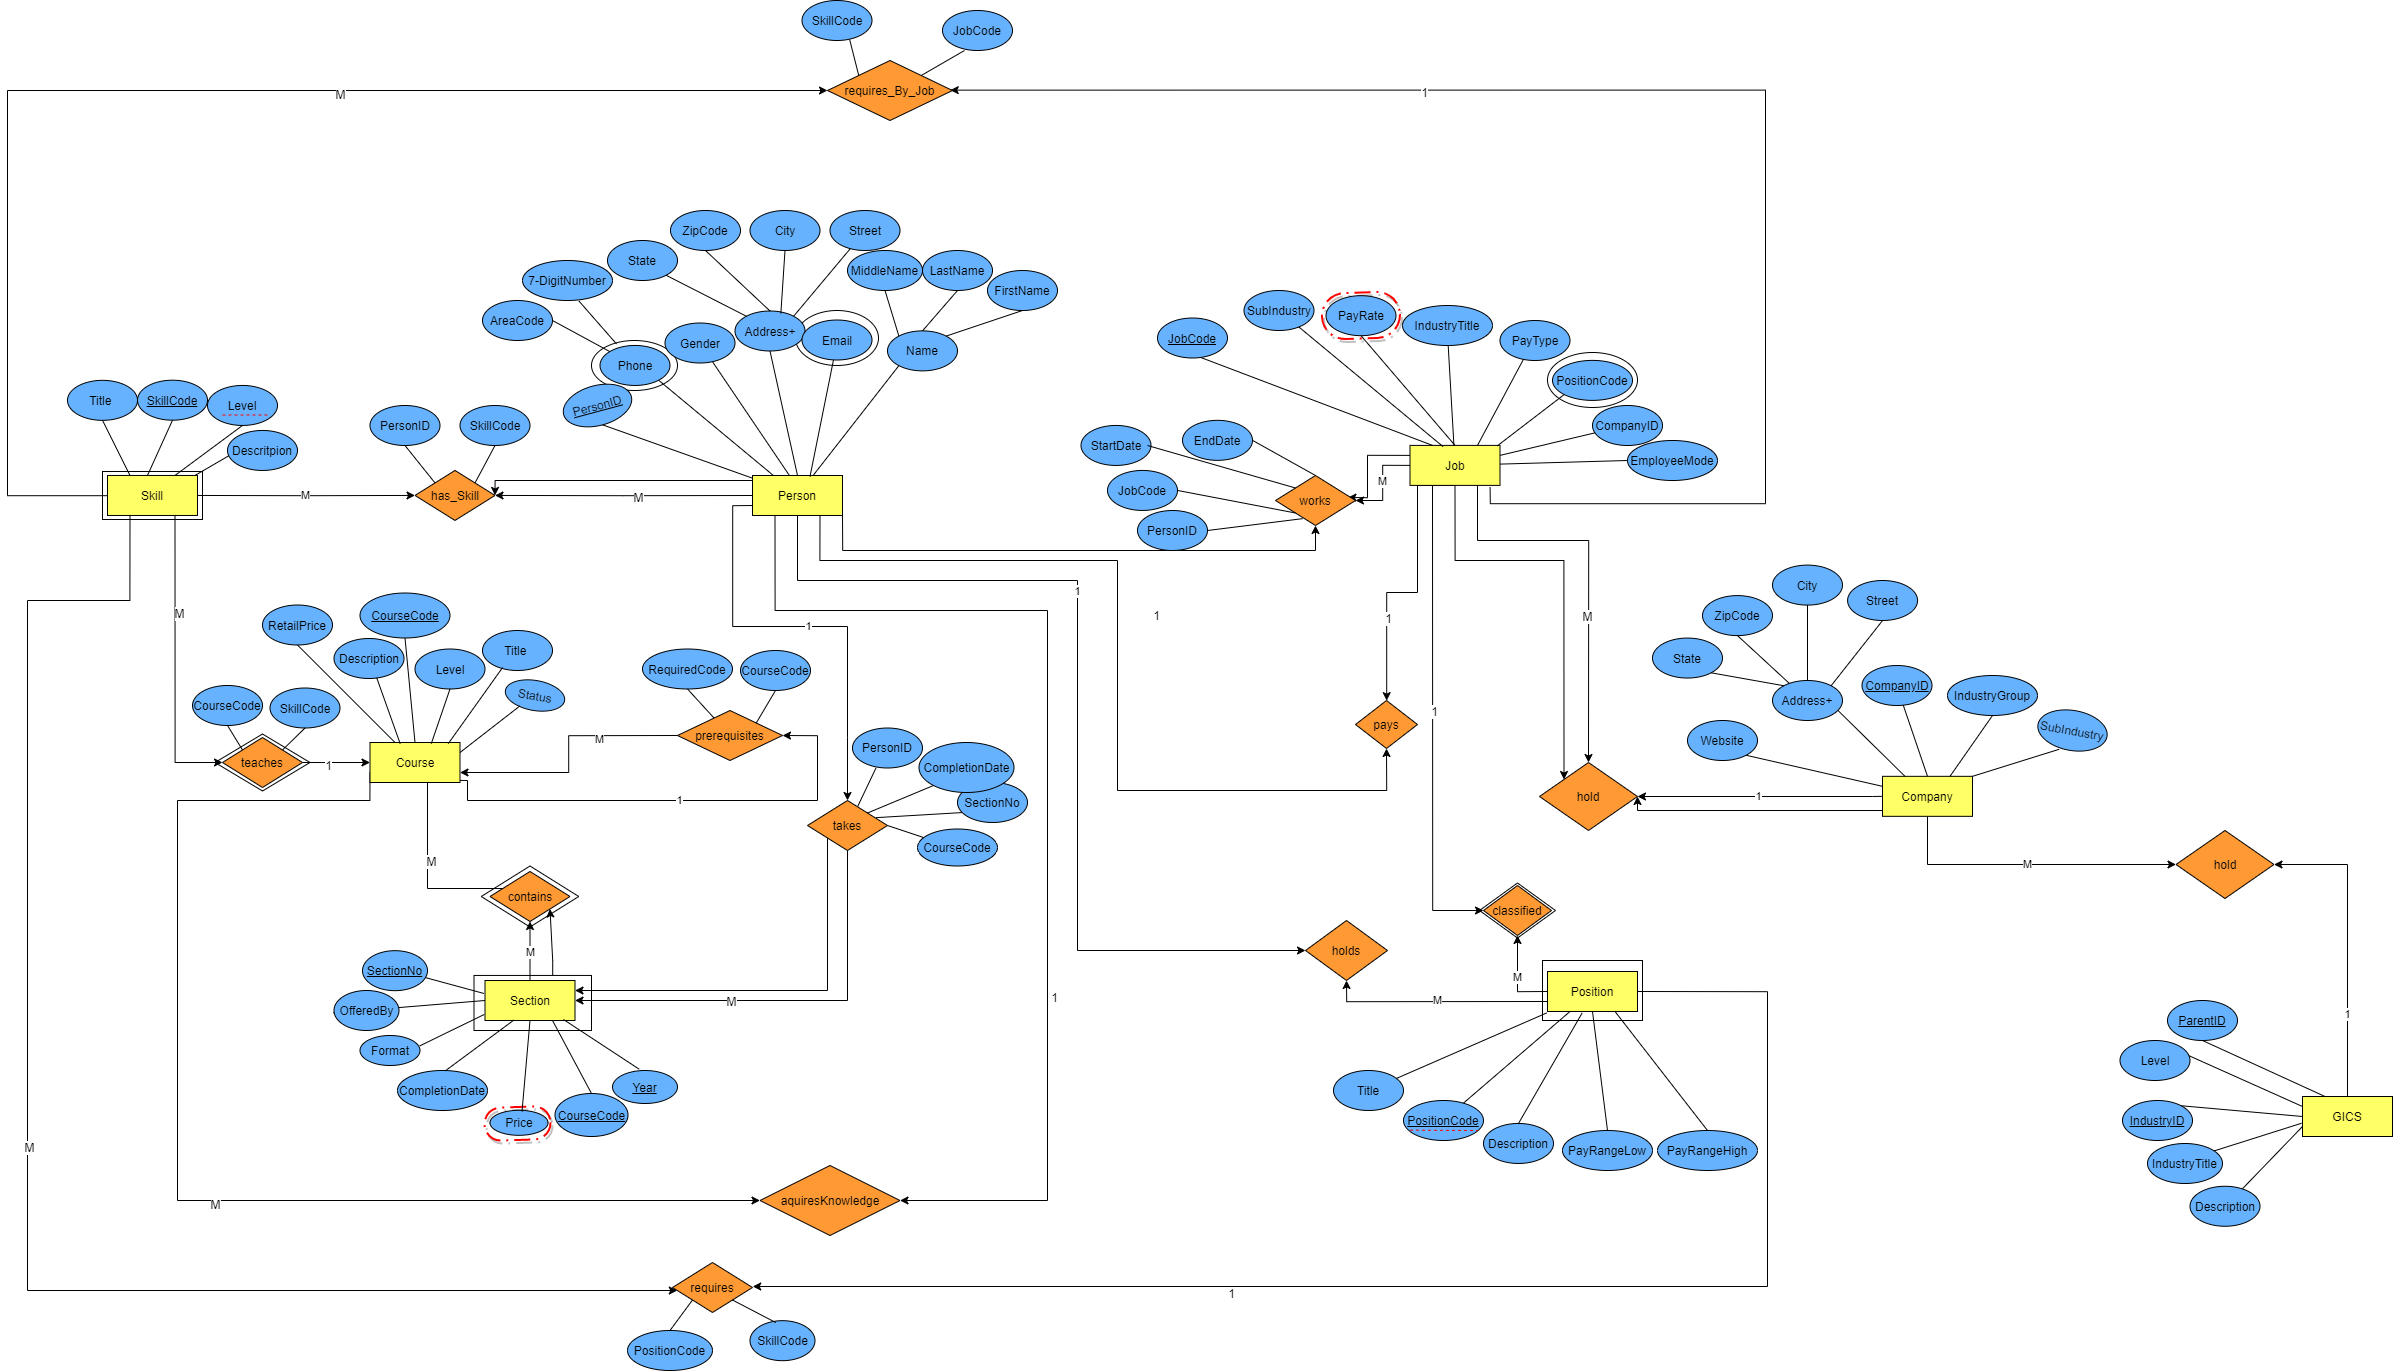 SkillCode
JobCode
requires_By_Job
M
1
ZipCode
City
Street
State
MiddleName
LastName
FirstName
7-DigitNumber
AreaCode
Address+
Email
Name
Gender
Phone
PersonID
SubIndustry
PayRate
IndustryTitle
JobCode
PayType
PositionCode
CompanyID
EmployeeMode
Title
SkillCode
Level
Descritpion
PersonID
SkillCode
StartDate
EndDate
JobCode
PersonID
Job
works
M
Skill
M
has_Skill
M
Person
M
1
1
1
1
M
City
Street
ZipCode
State
Address+
CompanyID
IndustryGroup
SubIndustry
Website
RetailPrice
CourseCode
Description
Level
Title
Status
CourseCode
SkillCode
RequiredCode
CourseCode
teaches
1
Course
M
prerequisites
1
PersonID
CompletionDate
SectionNo
CourseCode
takes
pays
1
hold
1
Company
M
hold
M
contains
M
classified
holds
M
M
SectionNo
OfferedBy
Format
CompletionDate
Price
CourseCode
Year
Section
M
1
Position
Title
PositionCode
Description
PayRangeLow
PayRangeHigh
1
ParentID
Level
IndustryID
IndustryTitle
Description
GICS
M
M
aquiresKnowledge
requires
1
PositionCode
SkillCode